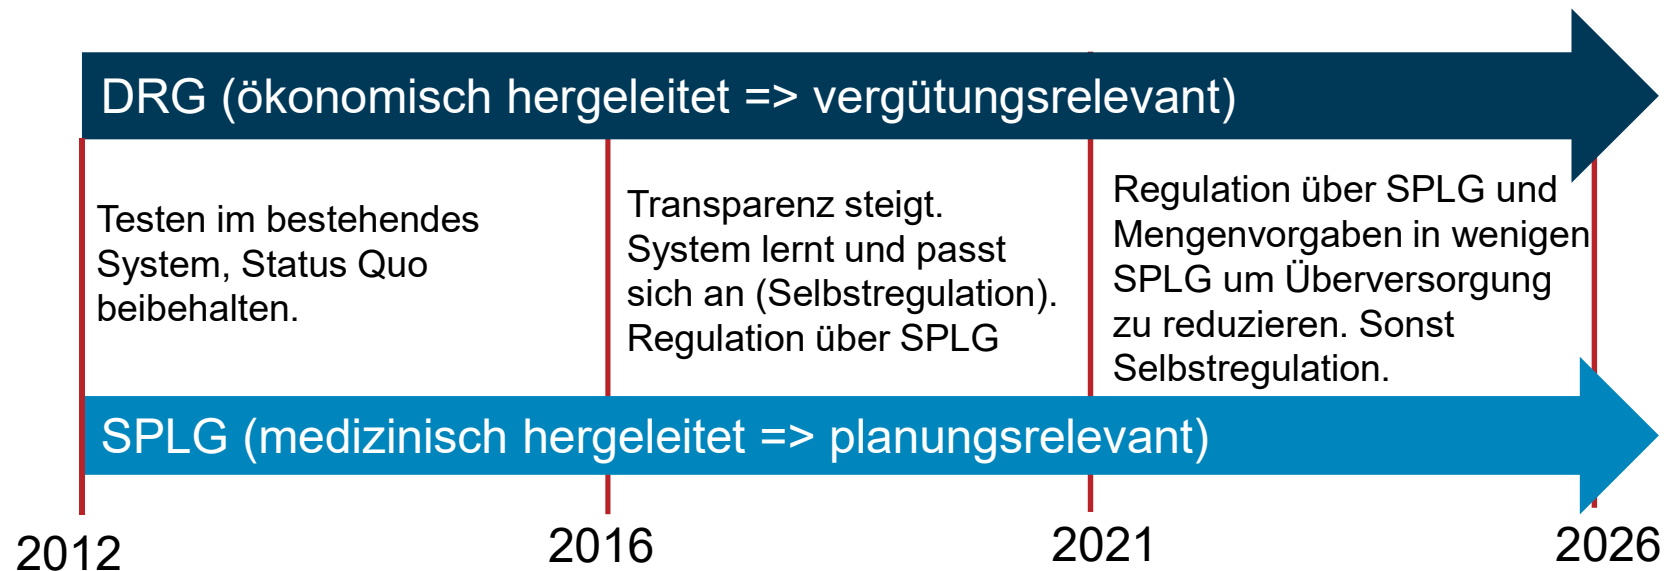 DRG (ökonomisch hergeleitet => vergütungsrelevant)
Testen im bestehendes
System, Status Quo
beibehalten.
Transparenz steigt.
System lernt und passt
sich an (Selbstregulation).
Regulation über SPLG
Regulation über SPLG und
Mengenvorgaben in wenigen
SPLG um Überversorgung
zu reduzieren. Sonst
Selbstregulation.
SPLG (medizinisch hergeleitet => planungsrelevant)
2012
2016
2021
2026